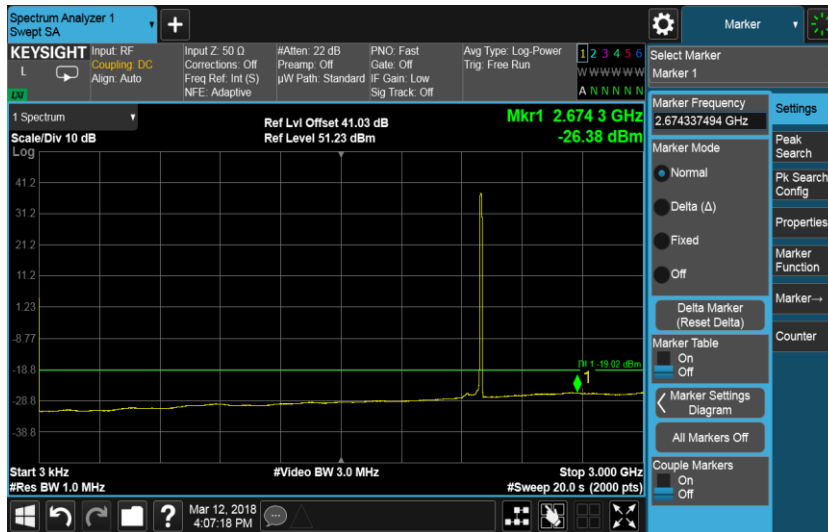 Spectrum Analyzer 1
Swept SA
+
Marker
KEYSIGHT
L
LXI
Input: RF
Coupling: DC
Align: Auto
Input Z: 50 Ω
Corrections: Off
Freq Ref: Int (S)
NFE: Adaptive
#Atten: 22 dB
Preamp: Off
µW Path: Standard
PNO: Fast
Gate: Off
IF Gain: Low
Sig Track: Off
Avg Type: Log-Power
Trig: Free Run
1 2 3 4 5 6
W W W W W W
A N N N N N
Select Marker
Marker 1
1 Spectrum
Scale/Div 10 dB
Log
Ref Lvl Offset 41.03 dB
Ref Level 51.23 dBm
Mkr1 2.674 3 GHz
-26.38 dBm
41.2
31.2
21.2
11.2
1.23
-8.77
-18.8
-28.8
-38.8
DL1 -19.02 dBm
1
Start 3 kHz
#Res BW 1.0 MHz
#Video BW 3.0 MHz
Stop 3.000 GHz
#Sweep 20.0 s (2000 pts)
Marker Frequency
2.674337494 GHz
Marker Mode
Normal
Delta (Δ)
Fixed
Off
Delta Marker
(Reset Delta)
Marker Table
On
Off
Marker Settings
Diagram
All Markers Off
Couple Markers
On
Off
Settings
Peak
Search
Pk Search
Config
Properties
Marker
Function
Marker→
Counter
?
Mar 12, 2018
4:07:18 PM